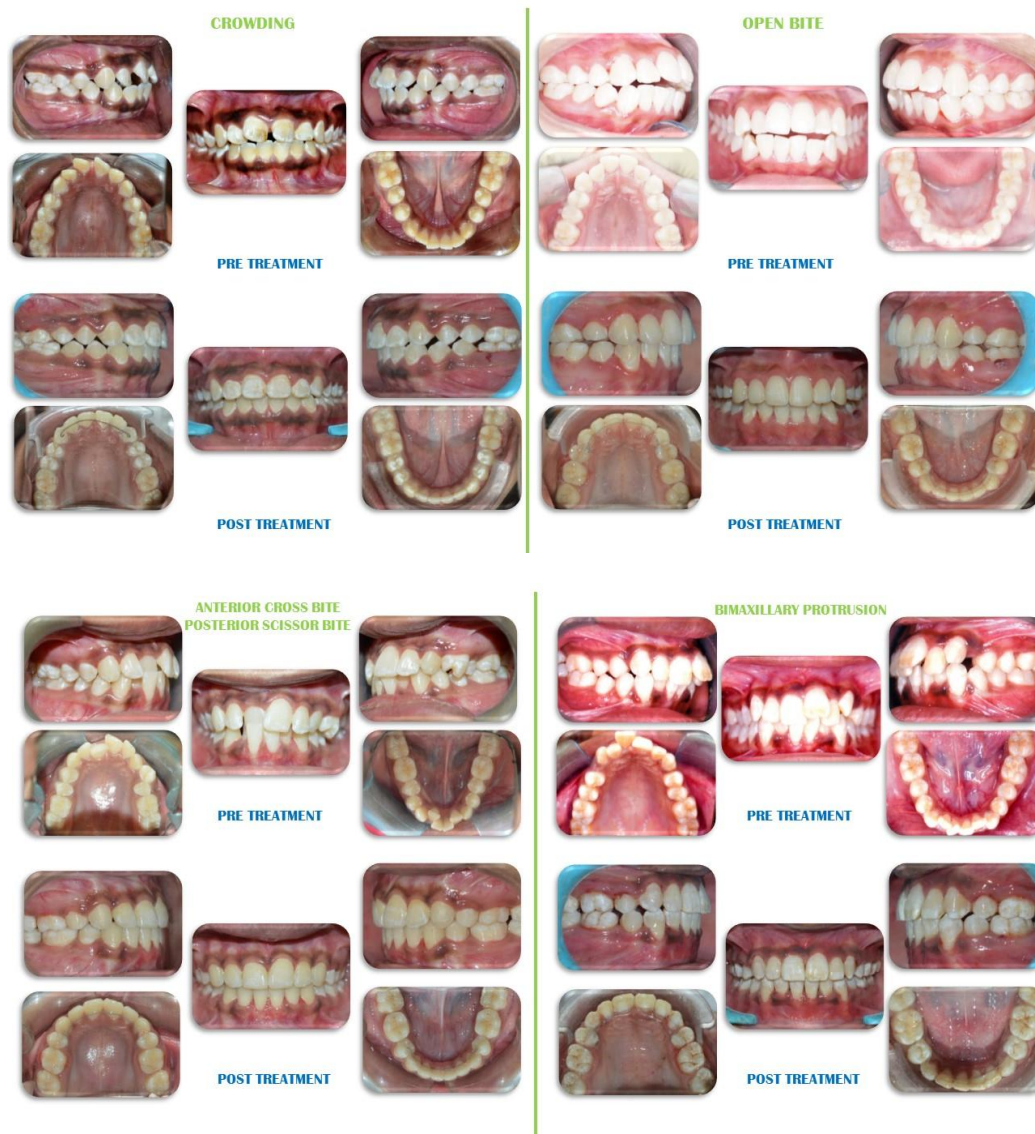 CROWDING
PRE TREATMENT
POST TREATMENT
OPEN BITE
PRE TREATMENT
POST TREATMENT
ANTERIOR CROSS BITE
POSTERIOR SCISSOR BITE
PRE TREATMENT
POST TREATMENT
BIMAXILLARY PROTRUSION
PRE TREATMENT
POST TREATMENT